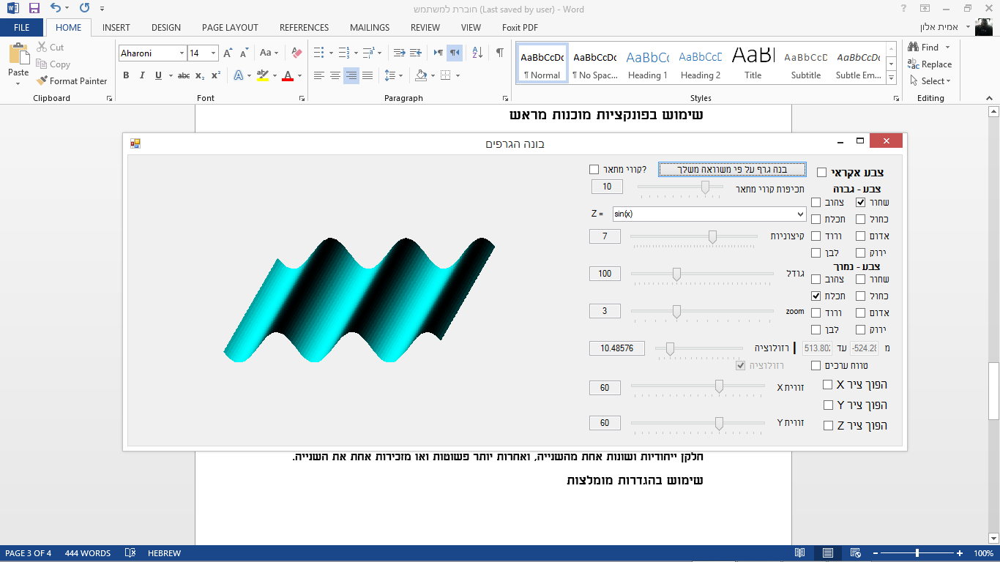 חוברת למשתמש (Last saved by user) - Word
FILE HOME INSERT DESIGN PAGE LAYOUT REFERENCES MAILINGS REVIEW VIEW Foxit PDF
אמית אלון
Paste
Cut
Copy
Format Painter
Clipboard
Aharoni 14
Font
Paragraph
AaBbCcDc AaBbCcDc AaBbCc AaBbCcD AaB AaBbCcD AaBbCcDc
¶ Normal ¶ No Spac... Heading 1 Heading 2 Title Subtitle Subtle Em...
Styles
Find
Replace
Select
Editing
שימוש בפונקציות מוכנות מראש
בונה הגרפים
צבע אקראי
בנה גרף על פי משוואה משלך
קווי מתאר?
תכיפות קווי מתאר
10
Z =
sin(x)
קיצוניות
7
גודל
100
zoom
3
רזולוציה
10.48576
רזולוציה
זווית X
60
זווית Y
60
צבע - גבוה
שחור צהוב
כחול תכלת
אדום ורוד
ירוק לבן
צבע - נמוך
שחור צהוב
כחול תכלת
אדום ורוד
ירוק לבן
מ -524.28 עד 513.802
טווח ערכים
הפוך ציר X
הפוך ציר Y
הפוך ציר Z
חלקן ייחודיות ושונות אחת מהשנייה, ואחרות יותר פשוטות ואו מזכירות אחת את השנייה.
שימוש בהגדרות מומלצות
PAGE 3 OF 4 444 WORDS HEBREW
100%